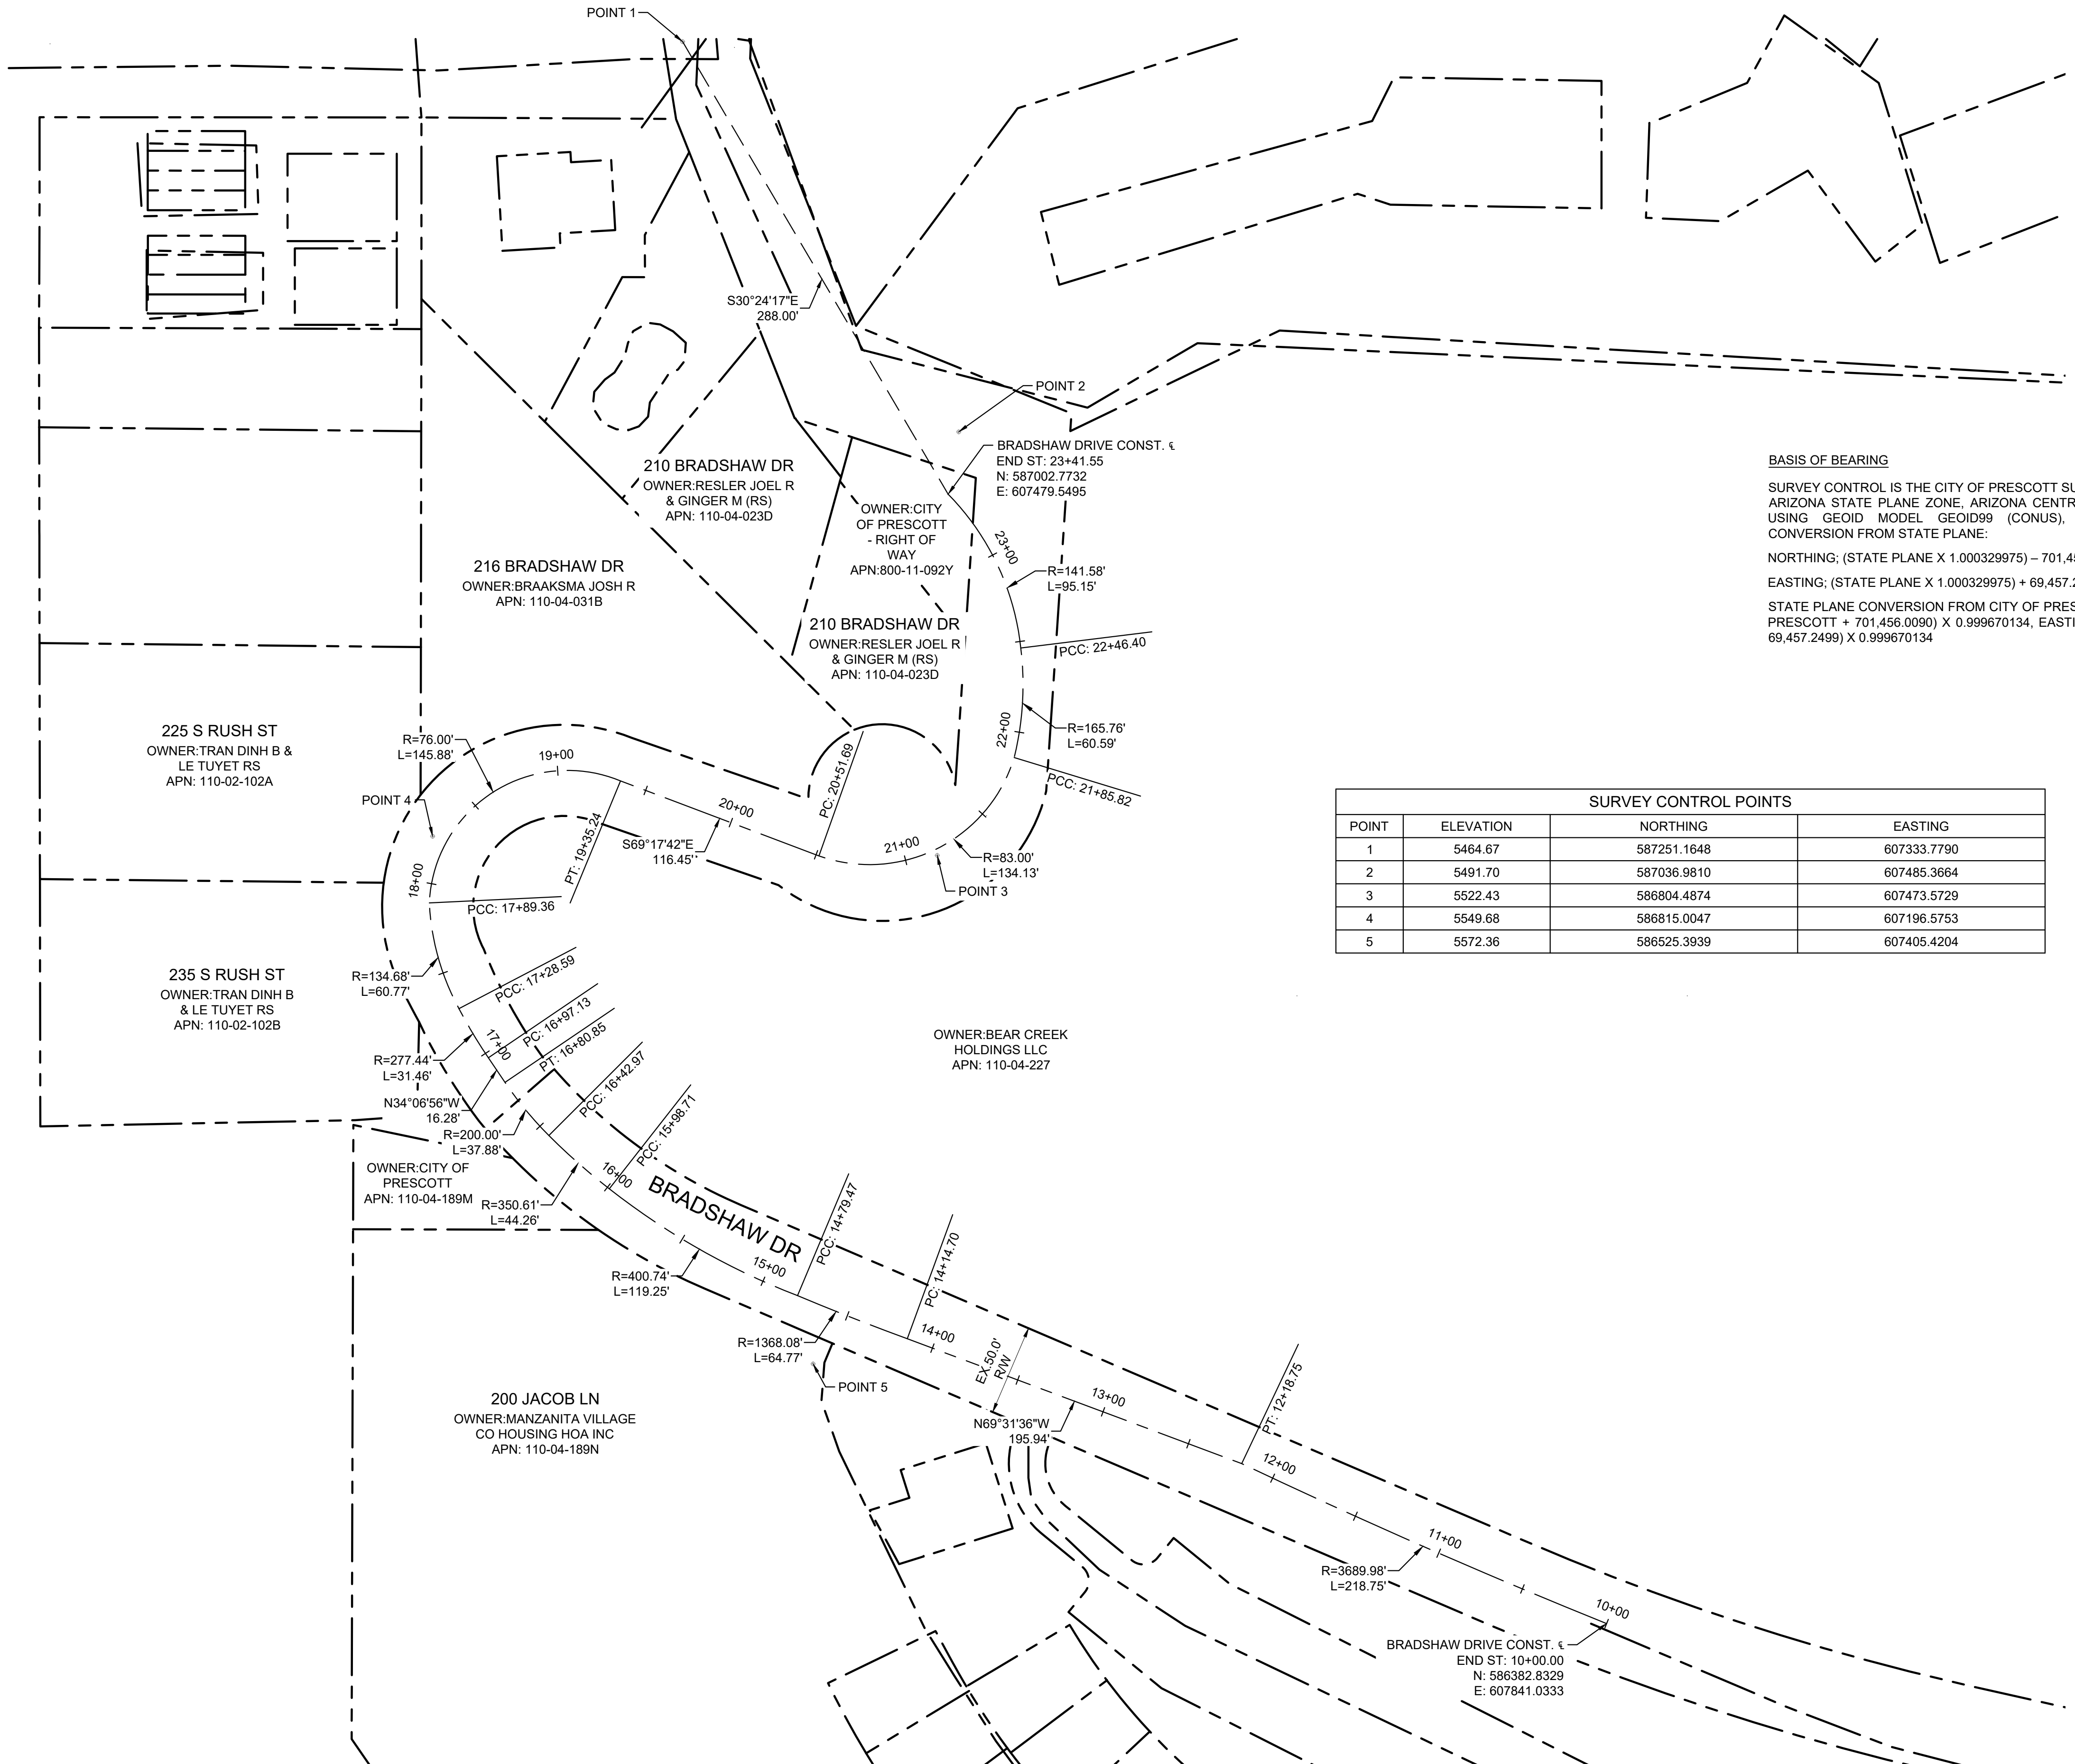 POINT 1
S30°24'17"E
288.00'
POINT 2
BRADSHAW DRIVE CONST. ℄
END ST: 23+41.55
N: 587002.7732
E: 607479.5495
210 BRADSHAW DR
OWNER:RESLER JOEL R
& GINGER M (RS)
APN: 110-04-023D
OWNER:CITY
OF PRESCOTT
- RIGHT OF
WAY
APN:800-11-092Y
23+00
R=141.58'
L=95.15'
216 BRADSHAW DR
OWNER:BRAAKSMA JOSH R
APN: 110-04-031B
210 BRADSHAW DR
OWNER:RESLER JOEL R
& GINGER M (RS)
APN: 110-04-023D
PCC: 22+46.40
BASIS OF BEARING
SURVEY CONTROL IS THE CITY OF PRESCOTT SU
ARIZONA STATE PLANE ZONE, ARIZONA CENTR
USING GEOID MODEL GEOID99 (CONUS),
CONVERSION FROM STATE PLANE:
NORTHING; (STATE PLANE X 1.000329975) – 701,45
EASTING; (STATE PLANE X 1.000329975) + 69,457.2
STATE PLANE CONVERSION FROM CITY OF PRES
PRESCOTT + 701,456.0090) X 0.999670134, EASTI
69,457.2499) X 0.999670134
225 S RUSH ST
OWNER:TRAN DINH B &
LE TUYET RS
APN: 110-02-102A
R=76.00'
L=145.88'
19+00
PC: 20+51.69
22+00
R=165.76'
L=60.59'
PCC: 21+85.82
POINT 4
20+00
PT: 19+35.24
S69°17'42"E
116.45'
21+00
R=83.00'
L=134.13'
POINT 3
18+00
PCC: 17+89.36
SURVEY CONTROL POINTS
POINT ELEVATION NORTHING EASTING
1 5464.67 587251.1648 607333.7790
2 5491.70 587036.9810 607485.3664
3 5522.43 586804.4874 607473.5729
4 5549.68 586815.0047 607196.5753
5 5572.36 586525.3939 607405.4204
235 S RUSH ST
OWNER:TRAN DINH B
& LE TUYET RS
APN: 110-02-102B
R=134.68'
L=60.77'
PCC: 17+28.59
PC: 16+97.13
17+00
PT: 16+80.85
R=277.44'
L=31.46'
OWNER:BEAR CREEK
HOLDINGS LLC
APN: 110-04-227
N34°06'56"W
16.28'
PCC: 16+42.97
R=200.00'
L=37.88'
PCC: 15+98.71
OWNER:CITY OF
PRESCOTT
APN: 110-04-189M
16+00
R=350.61'
L=44.26'
BRADSHAW DR
PCC: 14+79.47
15+00
R=400.74'
L=119.25'
PC: 14+14.70
14+00
R=1368.08'
L=64.77'
POINT 5
EX.50.0'
R/W
13+00
N69°31'36"W
195.94'
PT: 12+18.75
200 JACOB LN
OWNER:MANZANITA VILLAGE
CO HOUSING HOA INC
APN: 110-04-189N
12+00
11+00
R=3689.98'
L=218.75'
10+00
BRADSHAW DRIVE CONST. ℄
END ST: 10+00.00
N: 586382.8329
E: 607841.0333